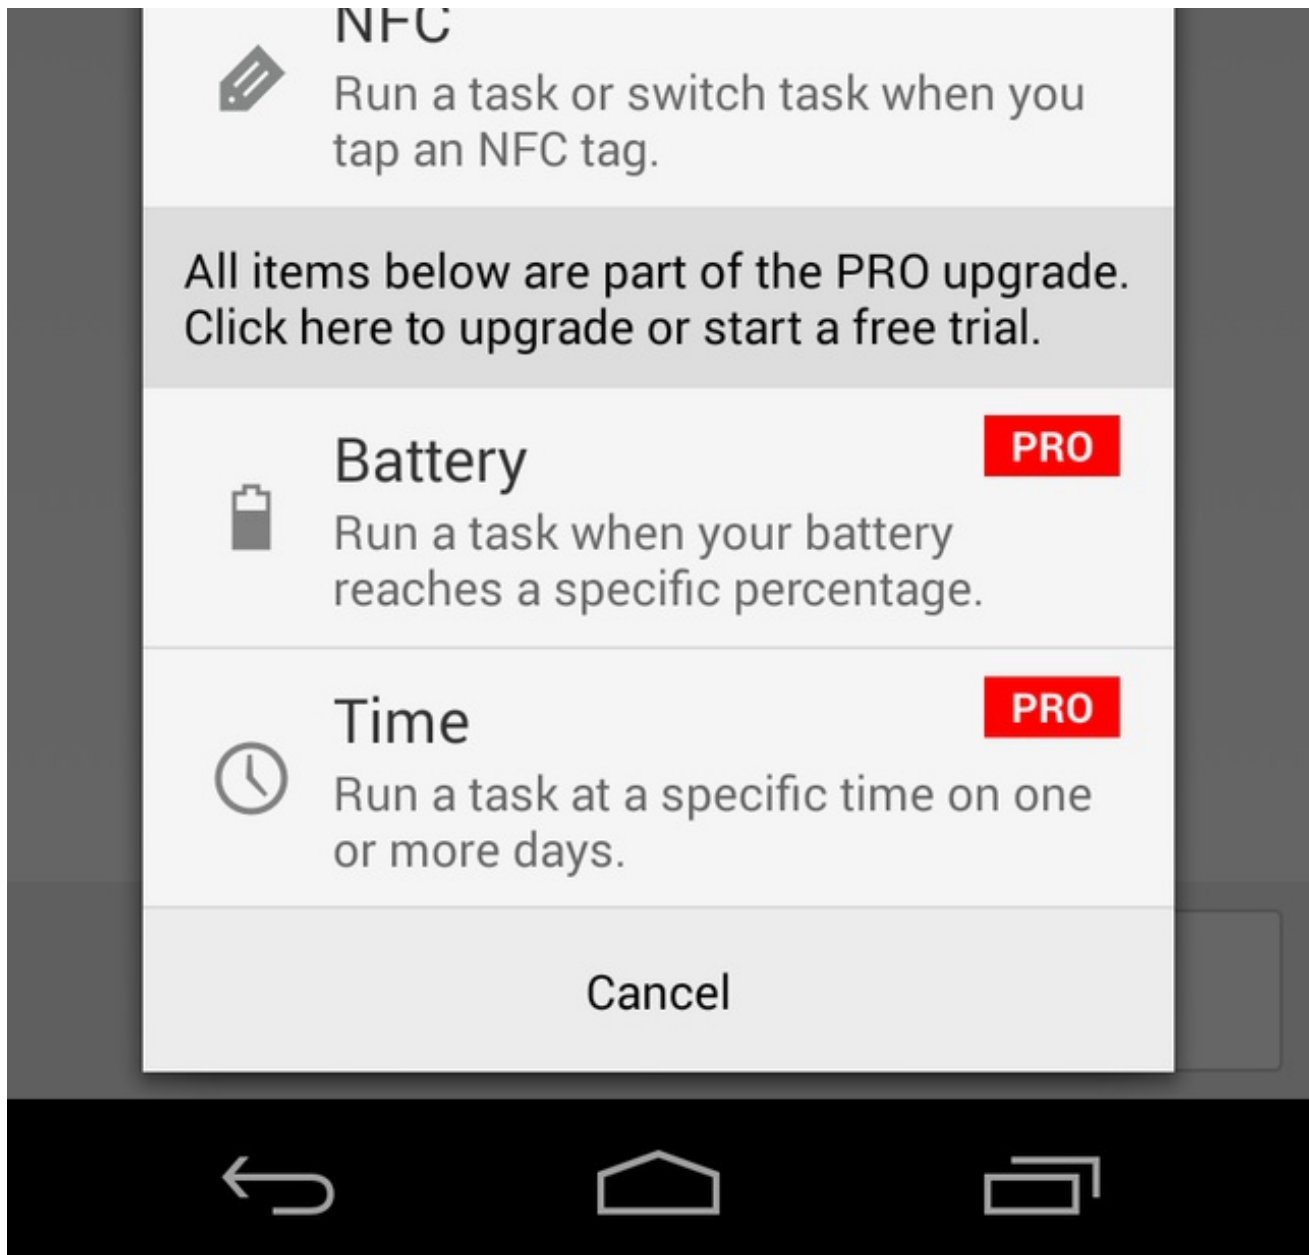 NFC
Run a task or switch task when you
tap an NFC tag.
All items below are part of the PRO upgrade.
Click here to upgrade or start a free trial.
Battery
PRO
Run a task when your battery
reaches a specific percentage.
Time
PRO
Run a task at a specific time on one
or more days.
Cancel